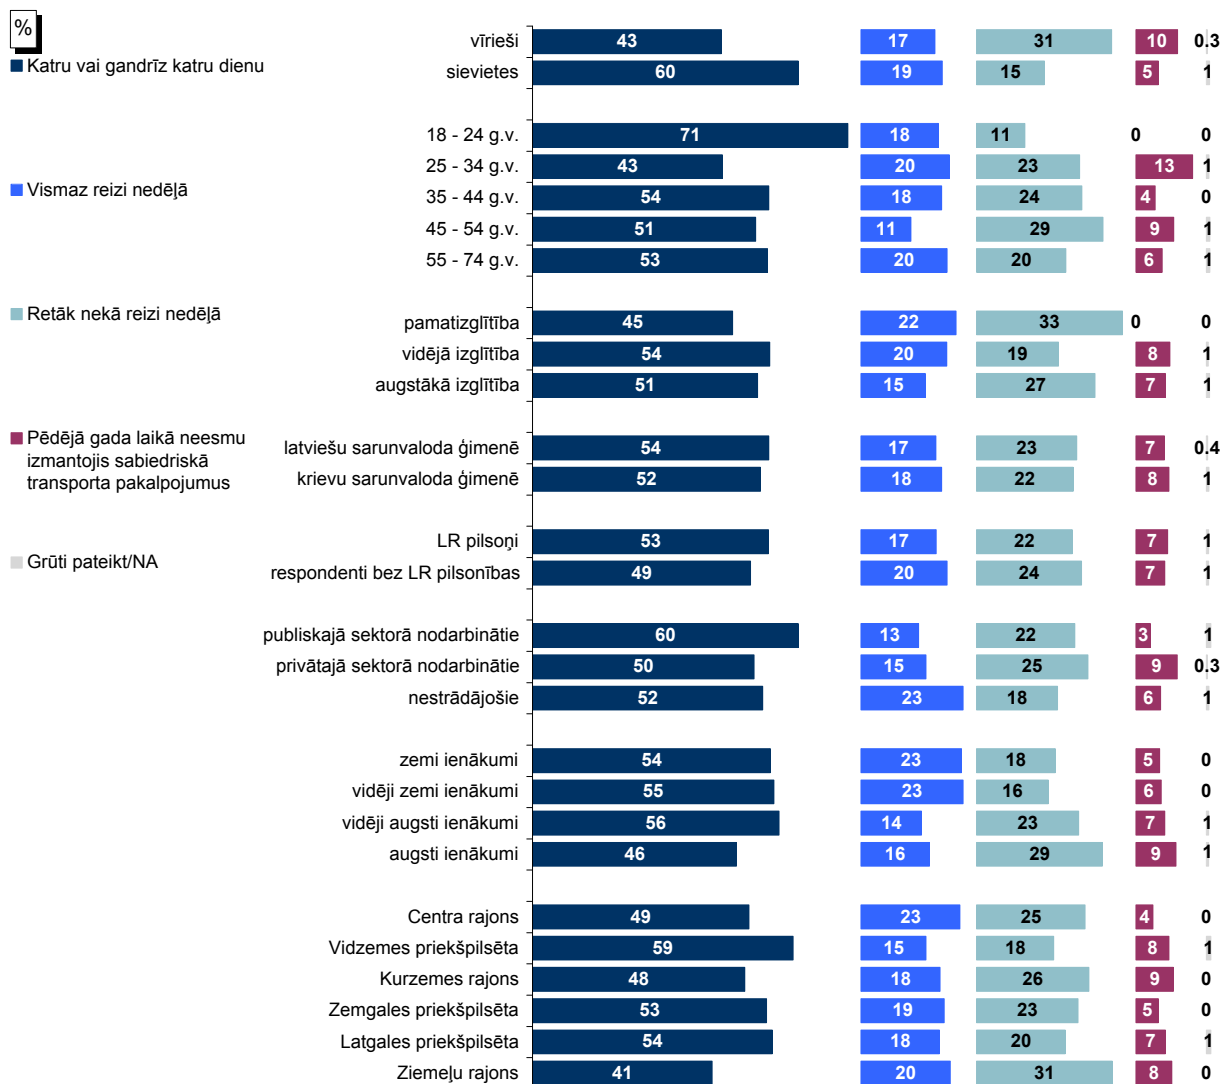 %
Katru vai gandrīz katru dienu
Vismaz reizi nedēļā
Retāk nekā reizi nedēļā
Pēdējā gada laikā neesmu
izmantojis sabiedriskā
transporta pakalpojumus
Grūti pateikt/NA
vīrieši 43 17 31 10 0.3
sievietes 60 19 15 5 1
18 - 24 g.v. 71 18 11 0 0
25 - 34 g.v. 43 20 23 13 1
35 - 44 g.v. 54 18 24 4 0
45 - 54 g.v. 51 11 29 9 1
55 - 74 g.v. 53 20 20 6 1
pamatizglītība 45 22 33 0 0
vidējā izglītība 54 20 19 8 1
augstākā izglītība 51 15 27 7 1
latviešu sarunvaloda ģimenē 54 17 23 7 0.4
krievu sarunvaloda ģimenē 52 18 22 8 1
LR pilsoņi 53 17 22 7 1
respondenti bez LR pilsonības 49 20 24 7 1
publiskajā sektorā nodarbinātie 60 13 22 3 1
privātajā sektorā nodarbinātie 50 15 25 9 0.3
nestrādājošie 52 23 18 6 1
zemi ienākumi 54 23 18 5 0
vidēji zemi ienākumi 55 23 16 6 0
vidēji augsti ienākumi 56 14 23 7 1
augsti ienākumi 46 16 29 9 1
Centra rajons 49 23 25 4 0
Vidzemes priekšpilsēta 59 15 18 8 1
Kurzemes rajons 48 18 26 9 0
Zemgales priekšpilsēta 53 19 23 5 0
Latgales priekšpilsēta 54 18 20 7 1
Ziemeļu rajons 41 20 31 8 0